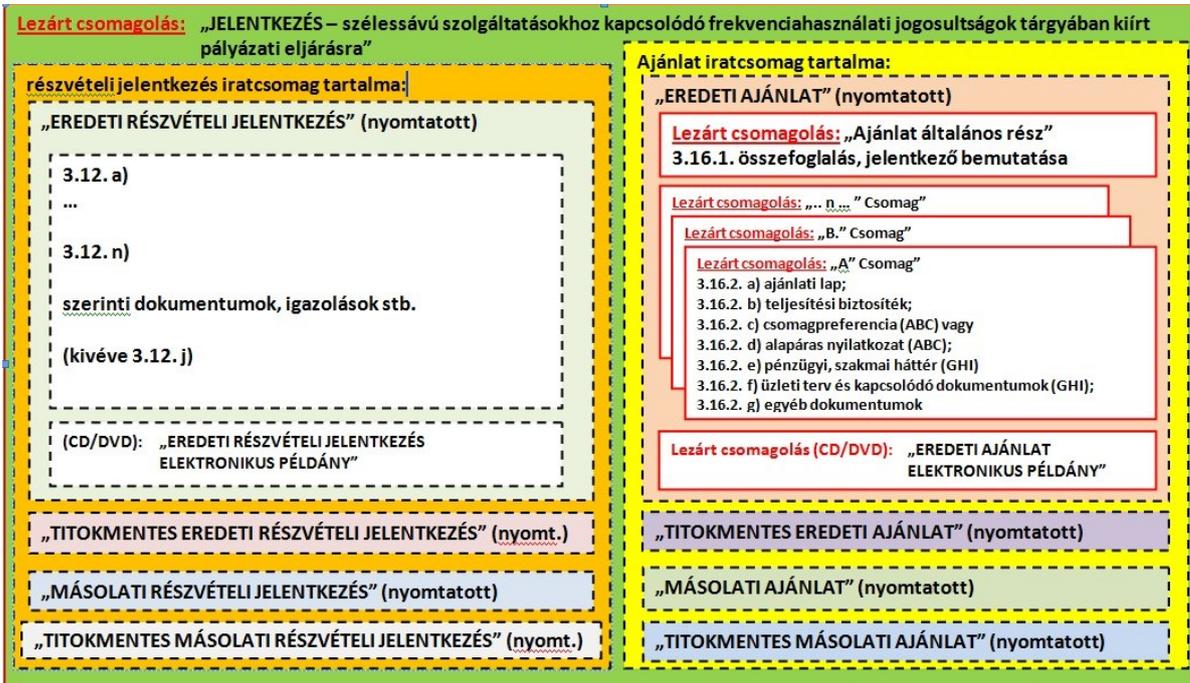 Lezárt csomagolás: „JELENTKEZÉS – szélessávú szolgáltatásokhoz kapcsolódó frekvenciahasználati jogosultságok tárgyában kiírt
pályázati eljárásra”
részvételi jelentkezés iratcsomag tartalma:
„EREDETI RÉSZVÉTELI JELENTKEZÉS” (nyomtatott)
3.12. a)
...
3.12. n)
szerinti dokumentumok, igazolások stb.
(kivéve 3.12. j)
(CD/DVD): „EREDETI RÉSZVÉTELI JELENTKEZÉS
ELEKTRONIKUS PÉLDÁNY”
„TITOKMENTES EREDETI RÉSZVÉTELI JELENTKEZÉS” (nyomt.)
„MÁSOLATI RÉSZVÉTELI JELENTKEZÉS” (nyomtatott)
„TITOKMENTES MÁSOLATI RÉSZVÉTELI JELENTKEZÉS” (nyomt.)
Ajánlat iratcsomag tartalma:
„EREDETI AJÁNLAT” (nyomtatott)
Lezárt csomagolás: „Ajánlat általános rész”
3.16.1. összefoglalás, jelentkező bemutatása
Lezárt csomagolás: „.. n ... ” Csomag”
Lezárt csomagolás: „B.” Csomag”
Lezárt csomagolás: „A” Csomag”
3.16.2. a) ajánlati lap;
3.16.2. b) teljesítési biztosíték;
3.16.2. c) csomagpreferencia (ABC) vagy
3.16.2. d) alapáras nyilatkozat (ABC);
3.16.2. e) pénzügyi, szakmai háttér (GHI)
3.16.2. f) üzleti terv és kapcsolódó dokumentumok (GHI);
3.16.2. g) egyéb dokumentumok
Lezárt csomagolás (CD/DVD): „EREDETI AJÁNLAT
ELEKTRONIKUS PÉLDÁNY”
„TITOKMENTES EREDETI AJÁNLAT” (nyomtatott)
„MÁSOLATI AJÁNLAT” (nyomtatott)
„TITOKMENTES MÁSOLATI AJÁNLAT” (nyomtatott)